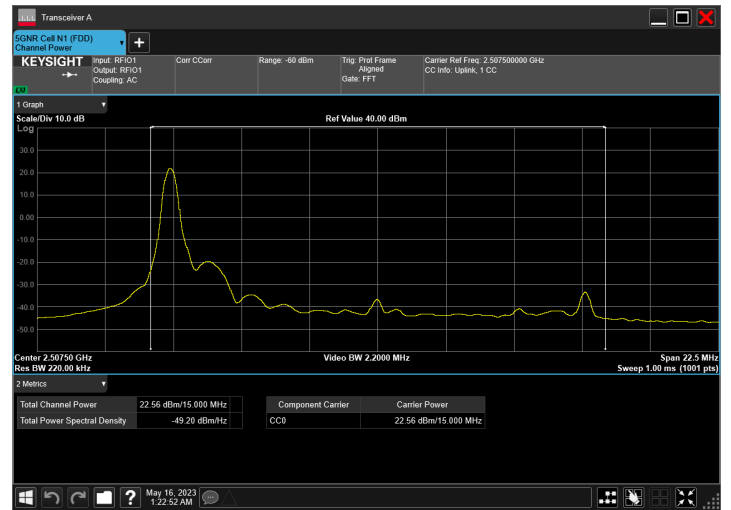 Transceiver A
5GNR Cell N1 (FDD)
Channel Power
KEYSIGHT
LXI
Input: RFIO1
Output: RFIO1
Coupling: AC
Corr CCorr
Range: -60 dBm
Trig: Prot Frame
Aligned
Gate: FFT
Carrier Ref Freq: 2.507500000 GHz
CC Info: Uplink, 1 CC
1 Graph
Scale/Div 10.0 dB
Ref Value 40.00 dBm
Log
30.0
20.0
10.0
0.00
-10.0
-20.0
-30.0
-40.0
-50.0
Center 2.50750 GHz
Video BW 2.2000 MHz
Span 22.5 MHz
Res BW 220.00 kHz
Sweep 1.00 ms (1001 pts)
2 Metrics
Total Channel Power 22.56 dBm/15.000 MHz
Total Power Spectral Density -49.20 dBm/Hz
Component Carrier Carrier Power
CC0 22.56 dBm/15.000 MHz
?
May 16, 2023
1:22:52 AM